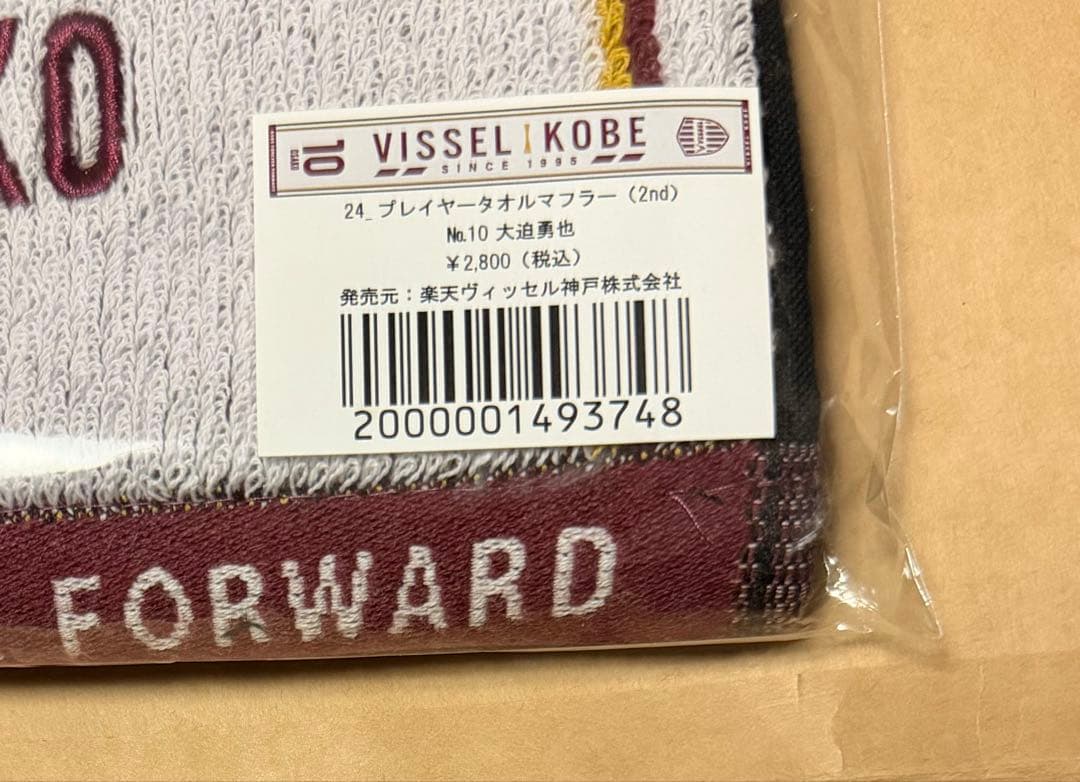 KO
10
OSAKO
VISSEL KOBE
SINCE 1995
24_プレイヤータオルマフラー（2nd）
№10 大迫勇也
￥2,800（税込）
発売元：楽天ヴィッセル神戸株式会社
2000001493748
FORWARD